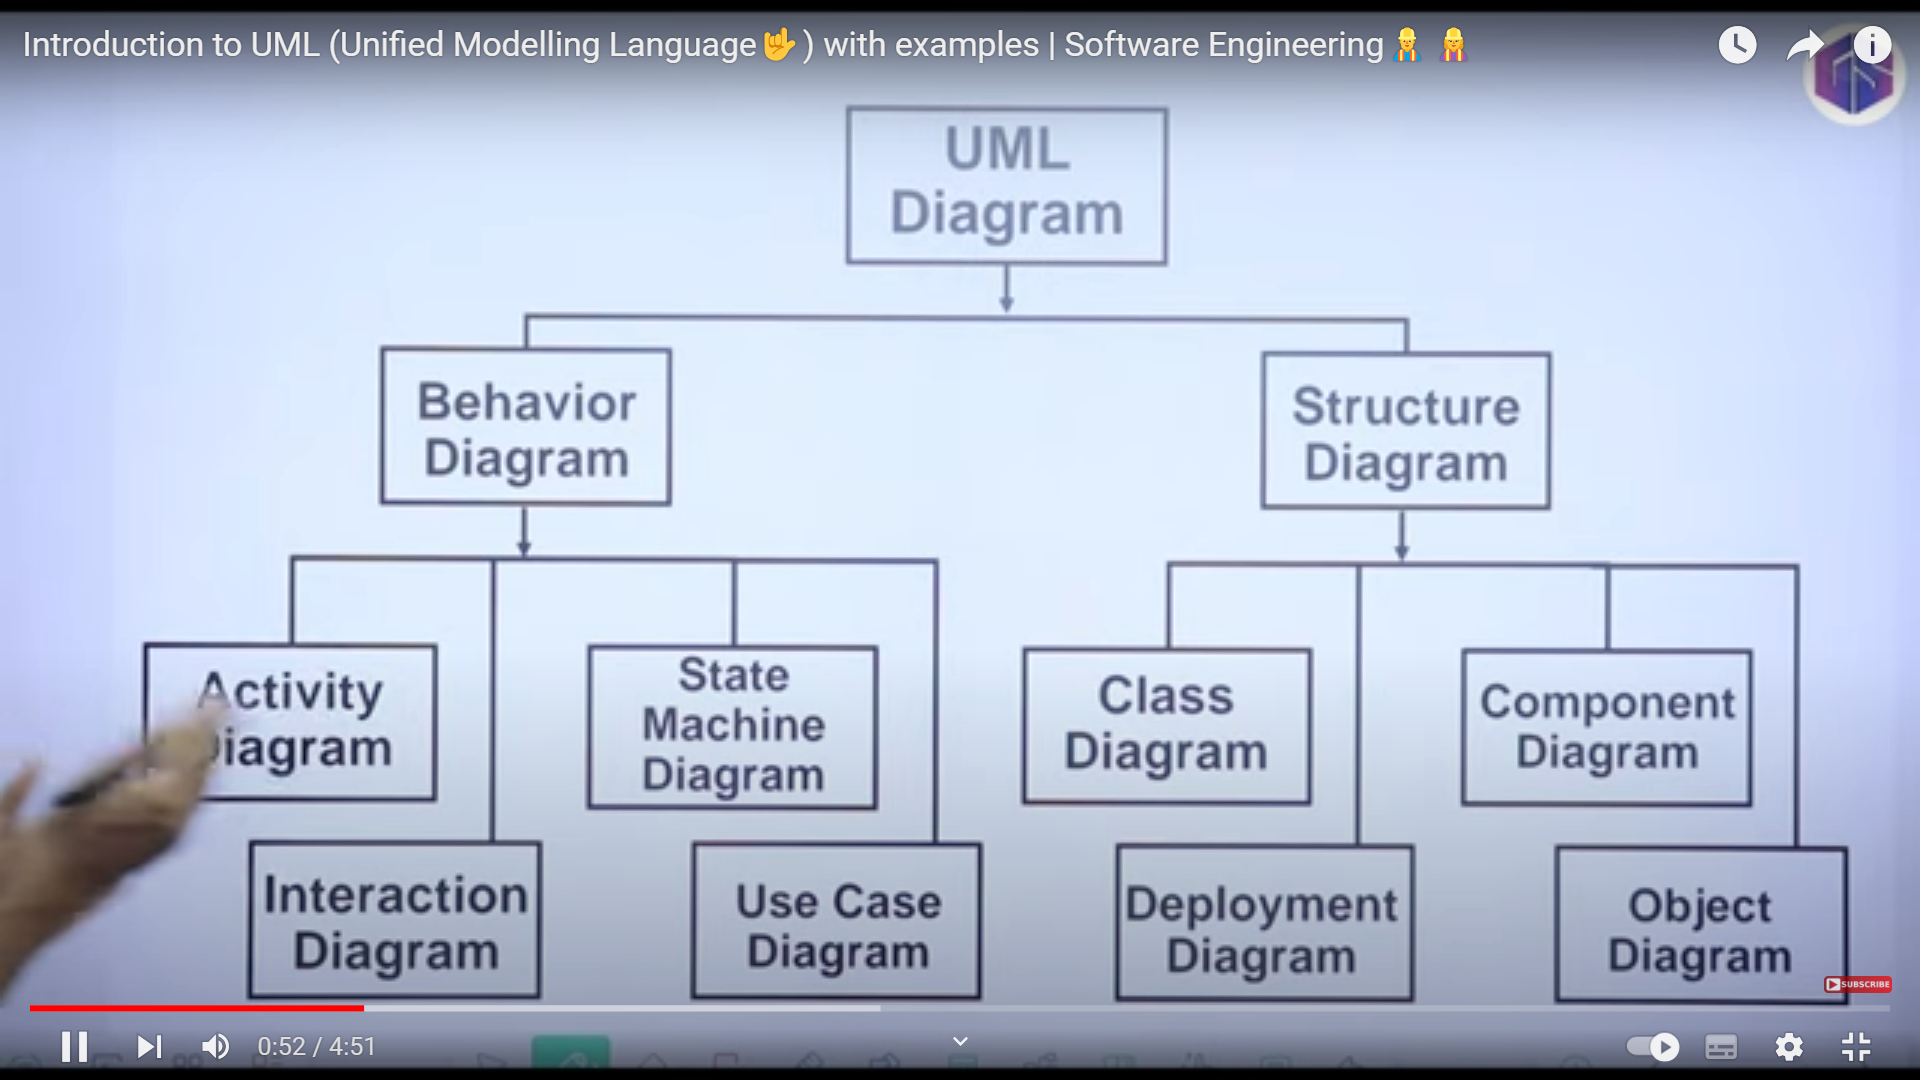 Introduction to UML (Unified Modelling Language🤟) with examples | Software Engineering👷‍♂️👷‍♀️
UML
Diagram
Behavior
Diagram
Structure
Diagram
Activity
Diagram
State
Machine
Diagram
Class
Diagram
Component
Diagram
Interaction
Diagram
Use Case
Diagram
Deployment
Diagram
Object
Diagram
SUBSCRIBE
0:52 / 4:51